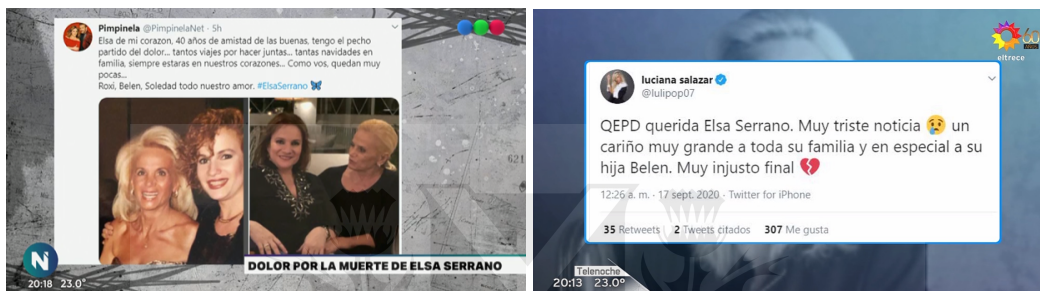 Pimpinela @PimpinelaNet · 5h
Elsa de mi corazon, 40 años de amistad de las buenas, tengo el pecho
partido del dolor... tantos viajes por hacer juntas... tantas navidades en
familia, siempre estaras en nuestros corazones... Como vos, quedan muy
pocas...
Roxi, Belen, Soledad todo nuestro amor. #ElsaSerrano
621
DOLOR POR LA MUERTE DE ELSA SERRANO
N
20:18 23.0°
60
AÑOS
eltrece
luciana salazar
@lulipop07
QEPD querida Elsa Serrano. Muy triste noticia 😢 un
cariño muy grande a toda su familia y en especial a su
hija Belen. Muy injusto final 💔
12:26 a. m. · 17 sept. 2020 · Twitter for iPhone
35 Retweets 2 Tweets citados 307 Me gusta
Telenoche
20:13 23.0°